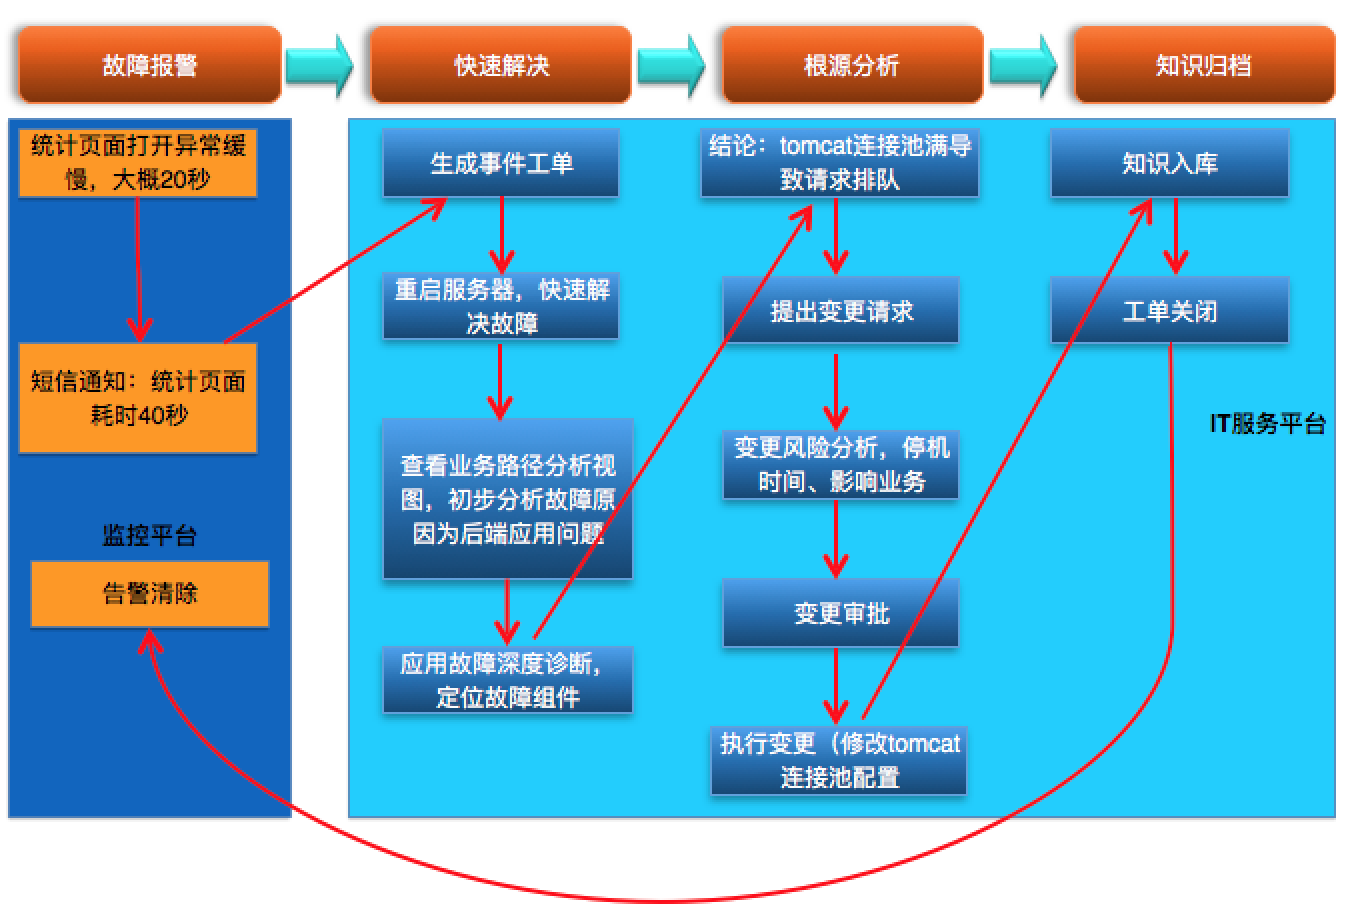 故障报警
快速解决
根源分析
知识归档
统计页面打开异常缓
慢，大概20秒
短信通知：统计页面
耗时40秒
监控平台
告警清除
生成事件工单
重启服务器，快速解
决故障
查看业务路径分析视
图，初步分析故障原
因为后端应用问题
应用故障深度诊断，
定位故障组件
结论：tomcat连接池满导
致请求排队
提出变更请求
变更风险分析，停机
时间、影响业务
变更审批
执行变更（修改tomcat
连接池配置
知识入库
工单关闭
IT服务平台